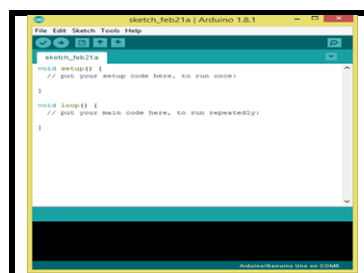 sketch_feb21a | Arduino 1.8.1
File Edit Sketch Tools Help
sketch_feb21a
void setup() {
// put your setup code here, to run once:
}
void loop() {
// put your main code here, to run repeatedly:
}
Arduino/Genuino Uno on COM8